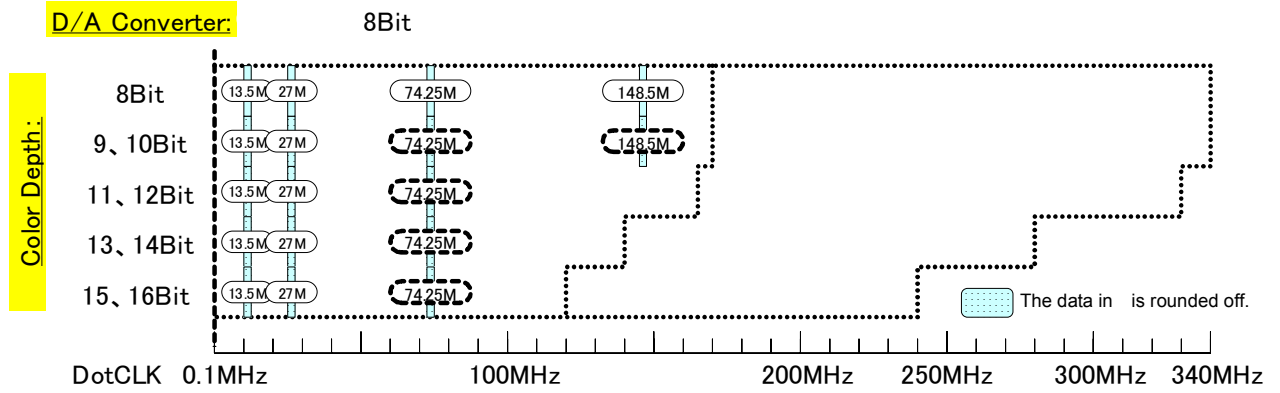 D/A Converter: 8Bit
Color Depth:
8Bit 13.5M 27M 74.25M 148.5M
9、10Bit 13.5M 27M 74.25M 148.5M
11、12Bit 13.5M 27M 74.25M
13、14Bit 13.5M 27M 74.25M
15、16Bit 13.5M 27M 74.25M
The data in is rounded off.
DotCLK 0.1MHz 100MHz 200MHz 250MHz 300MHz 340MHz